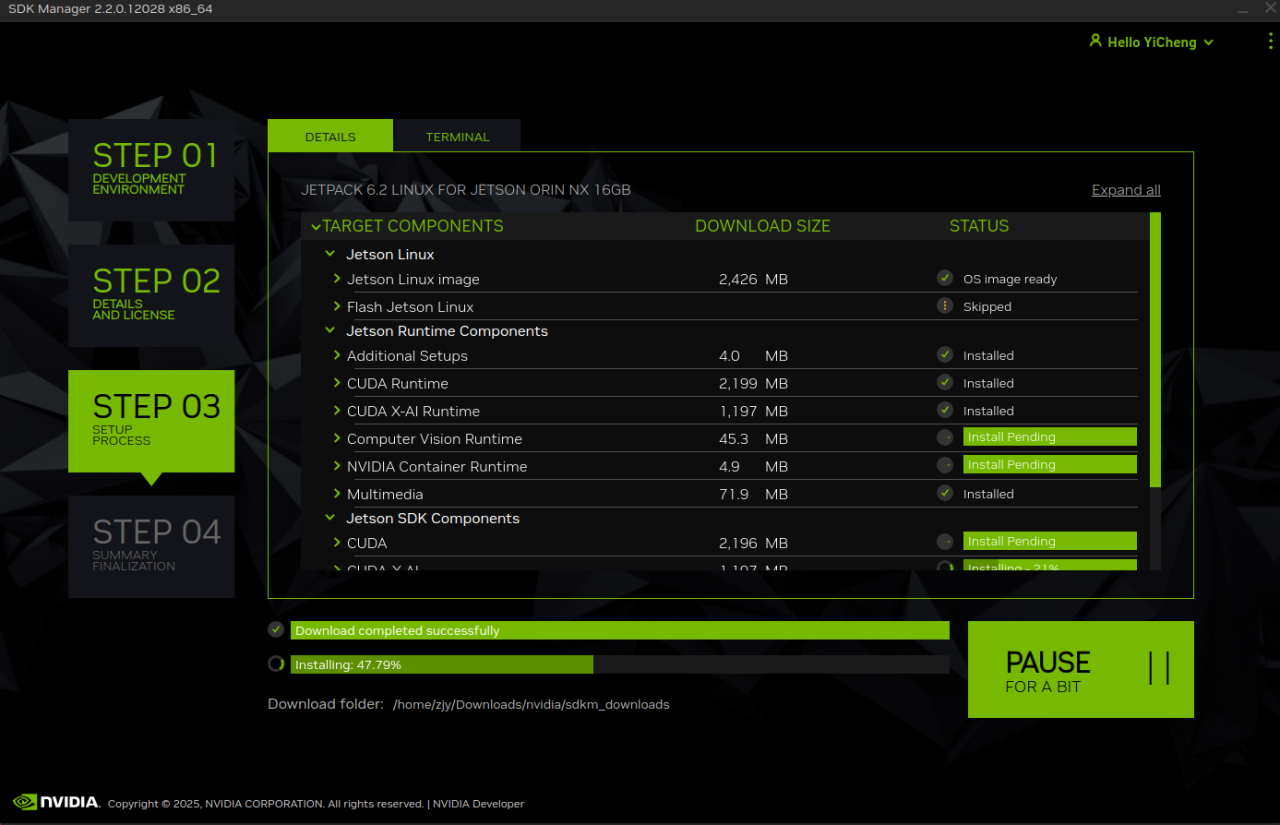 SDK Manager 2.2.0.12028 x86_64
Hello YiCheng
STEP 01
DEVELOPMENT
ENVIRONMENT
STEP 02
DETAILS
AND LICENSE
STEP 03
SETUP
PROCESS
STEP 04
SUMMARY
FINALIZATION
DETAILS TERMINAL
JETPACK 6.2 LINUX FOR JETSON ORIN NX 16GB Expand all
TARGET COMPONENTS DOWNLOAD SIZE STATUS
Jetson Linux
Jetson Linux image 2,426 MB OS image ready
Flash Jetson Linux Skipped
Jetson Runtime Components
Additional Setups 4.0 MB Installed
CUDA Runtime 2,199 MB Installed
CUDA X-AI Runtime 1,197 MB Installed
Computer Vision Runtime 45.3 MB Install Pending
NVIDIA Container Runtime 4.9 MB Install Pending
Multimedia 71.9 MB Installed
Jetson SDK Components
CUDA 2,196 MB Install Pending
CUDA X-AI 1,197 MB Installing - 21%
Download completed successfully
Installing: 47.79%
PAUSE
FOR A BIT
Download folder: /home/zjy/Downloads/nvidia/sdkm_downloads
NVIDIA. Copyright © 2025, NVIDIA CORPORATION. All rights reserved. | NVIDIA Developer